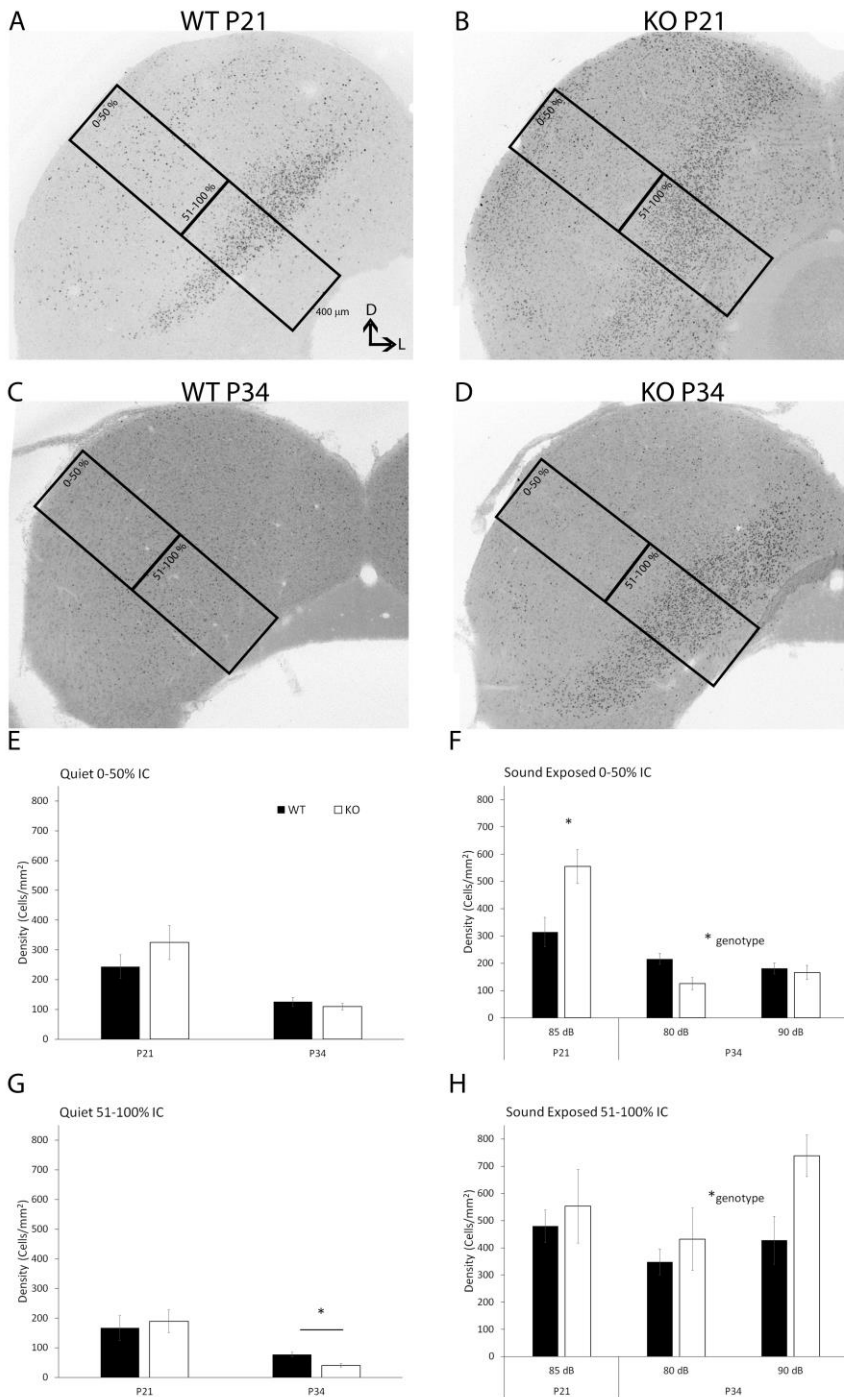 A
WT P21
B
KO P21
0-50 %
51-100 %
400 µm
D
L
0-50 %
51-100 %
C
WT P34
D
KO P34
0-50 %
51-100 %
0-50 %
51-100 %
E
Quiet 0-50% IC
WT KO
Density (Cells/mm²)
800
700
600
500
400
300
200
100
0
P21 P34
F
Sound Exposed 0-50% IC
Density (Cells/mm²)
800
700
600
500
400
300
200
100
0
*
* genotype
85 dB 80 dB 90 dB
P21 P34
G
Quiet 51-100% IC
Density (Cells/mm²)
800
700
600
500
400
300
200
100
0
*
P21 P34
H
Sound Exposed 51-100% IC
Density (Cells/mm²)
800
700
600
500
400
300
200
100
0
*genotype
85 dB 80 dB 90 dB
P21 P34